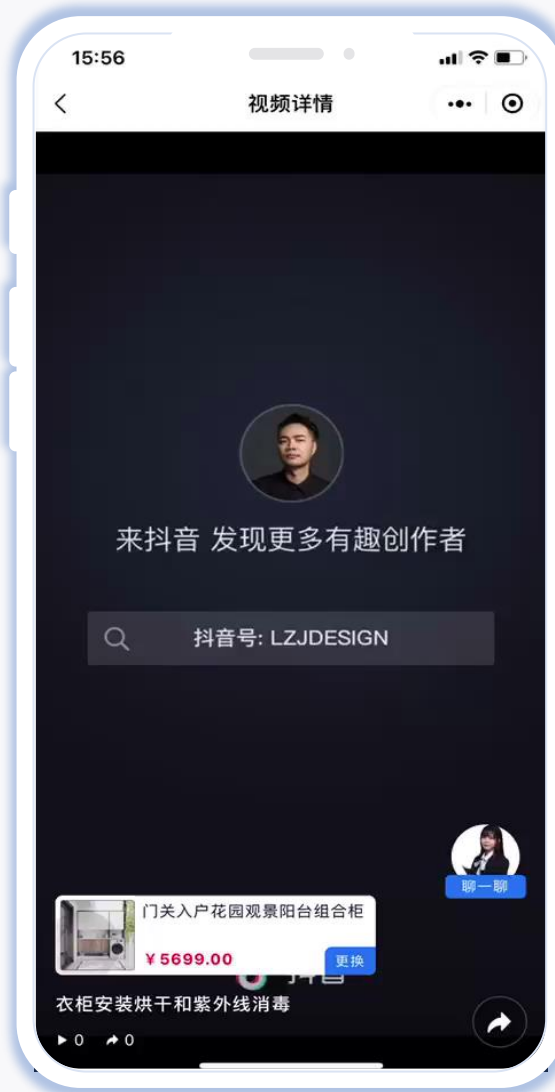 15:56
视频详情
来抖音 发现更多有趣创作者
抖音号: LZJDESIGN
聊一聊
门关入户花园观景阳台组合柜
¥5699.00
更换
衣柜安装烘干和紫外线消毒
0 0